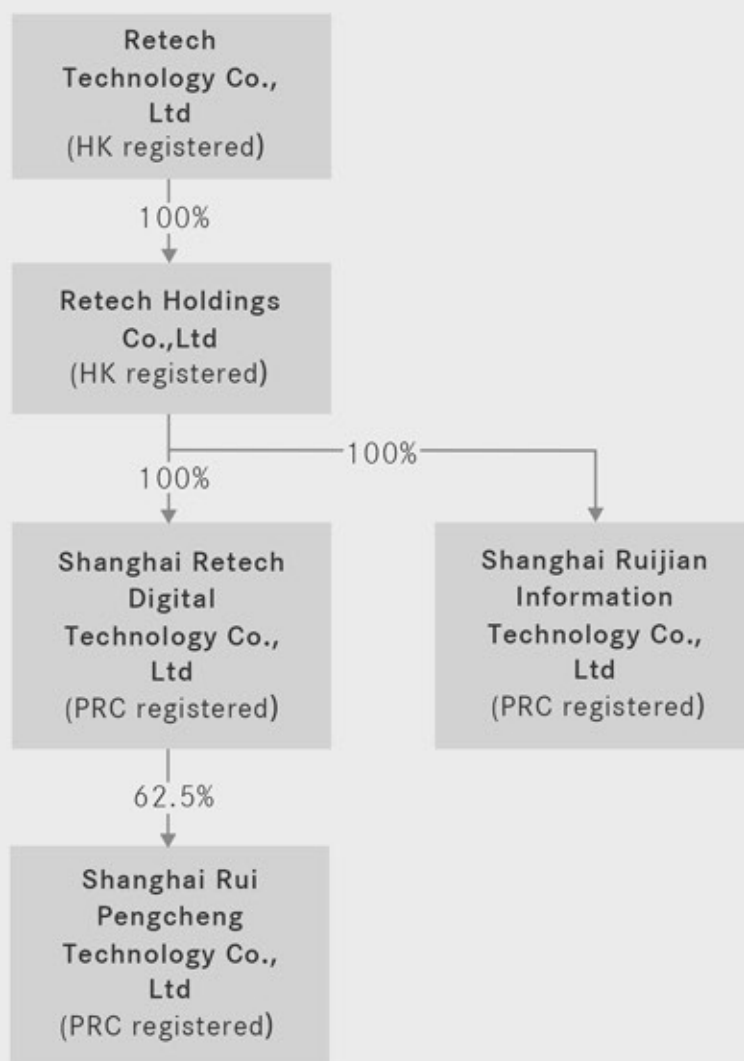 Retech
Technology Co.,
Ltd
(HK registered)
100%
Retech Holdings
Co.,Ltd
(HK registered)
100%
100%
Shanghai Retech
Digital
Technology Co.,
Ltd
(PRC registered)
Shanghai Ruijian
Information
Technology Co.,
Ltd
(PRC registered)
62.5%
Shanghai Rui
Pengcheng
Technology Co.,
Ltd
(PRC registered)